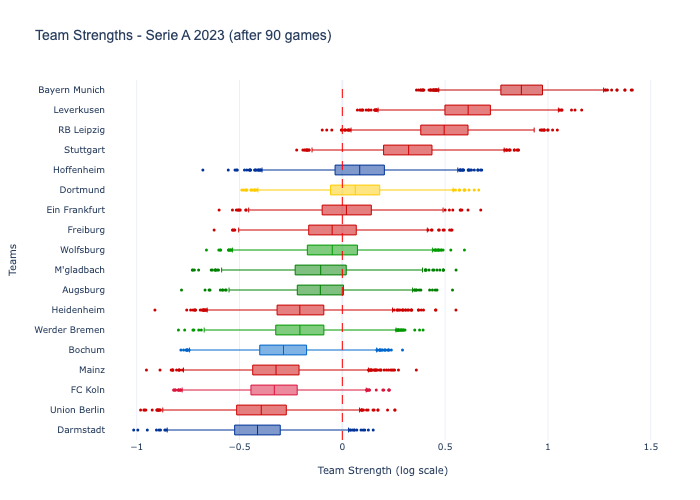 Team Strengths - Serie A 2023 (after 90 games)
Teams
Bayern Munich
Leverkusen
RB Leipzig
Stuttgart
Hoffenheim
Dortmund
Ein Frankfurt
Freiburg
Wolfsburg
M'gladbach
Augsburg
Heidenheim
Werder Bremen
Bochum
Mainz
FC Koln
Union Berlin
Darmstadt
−1 −0.5 0 0.5 1 1.5
Team Strength (log scale)